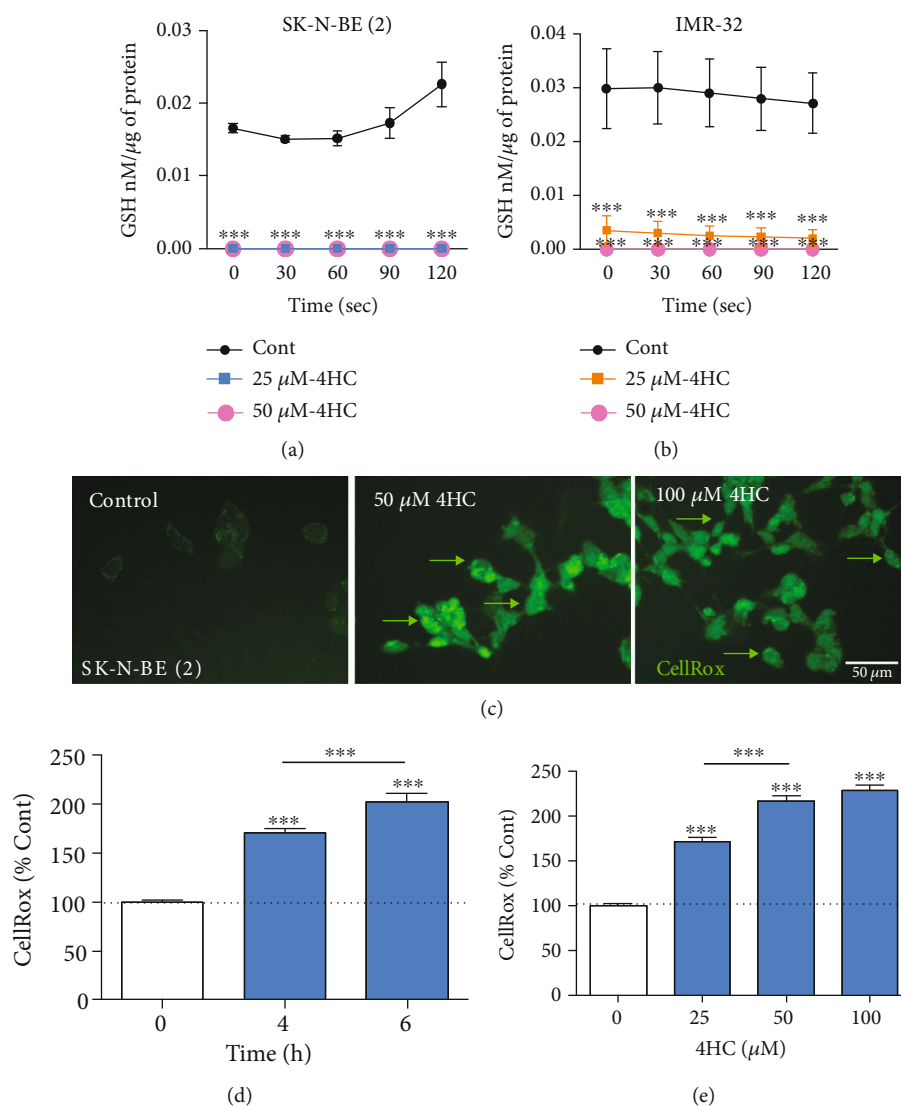 SK-N-BE (2)
GSH nM/µg of protein
0.03
0.02
0.01
0.00
*** *** *** *** ***
0 30 60 90 120
Time (sec)
Cont
25 µM-4HC
50 µM-4HC
(a)
IMR-32
GSH nM/µg of protein
0.04
0.03
0.02
0.01
0.00
*** *** *** *** ***
*** *** *** *** ***
0 30 60 90 120
Time (sec)
Cont
25 µM-4HC
50 µM-4HC
(b)
Control
SK-N-BE (2)
50 µM 4HC
100 µM 4HC
CellRox
50 µm
(c)
CellRox (% Cont)
250
200
150
100
50
0
***
***
***
0 4 6
Time (h)
(d)
CellRox (% Cont)
250
200
150
100
50
0
***
***
***
***
0 25 50 100
4HC (µM)
(e)